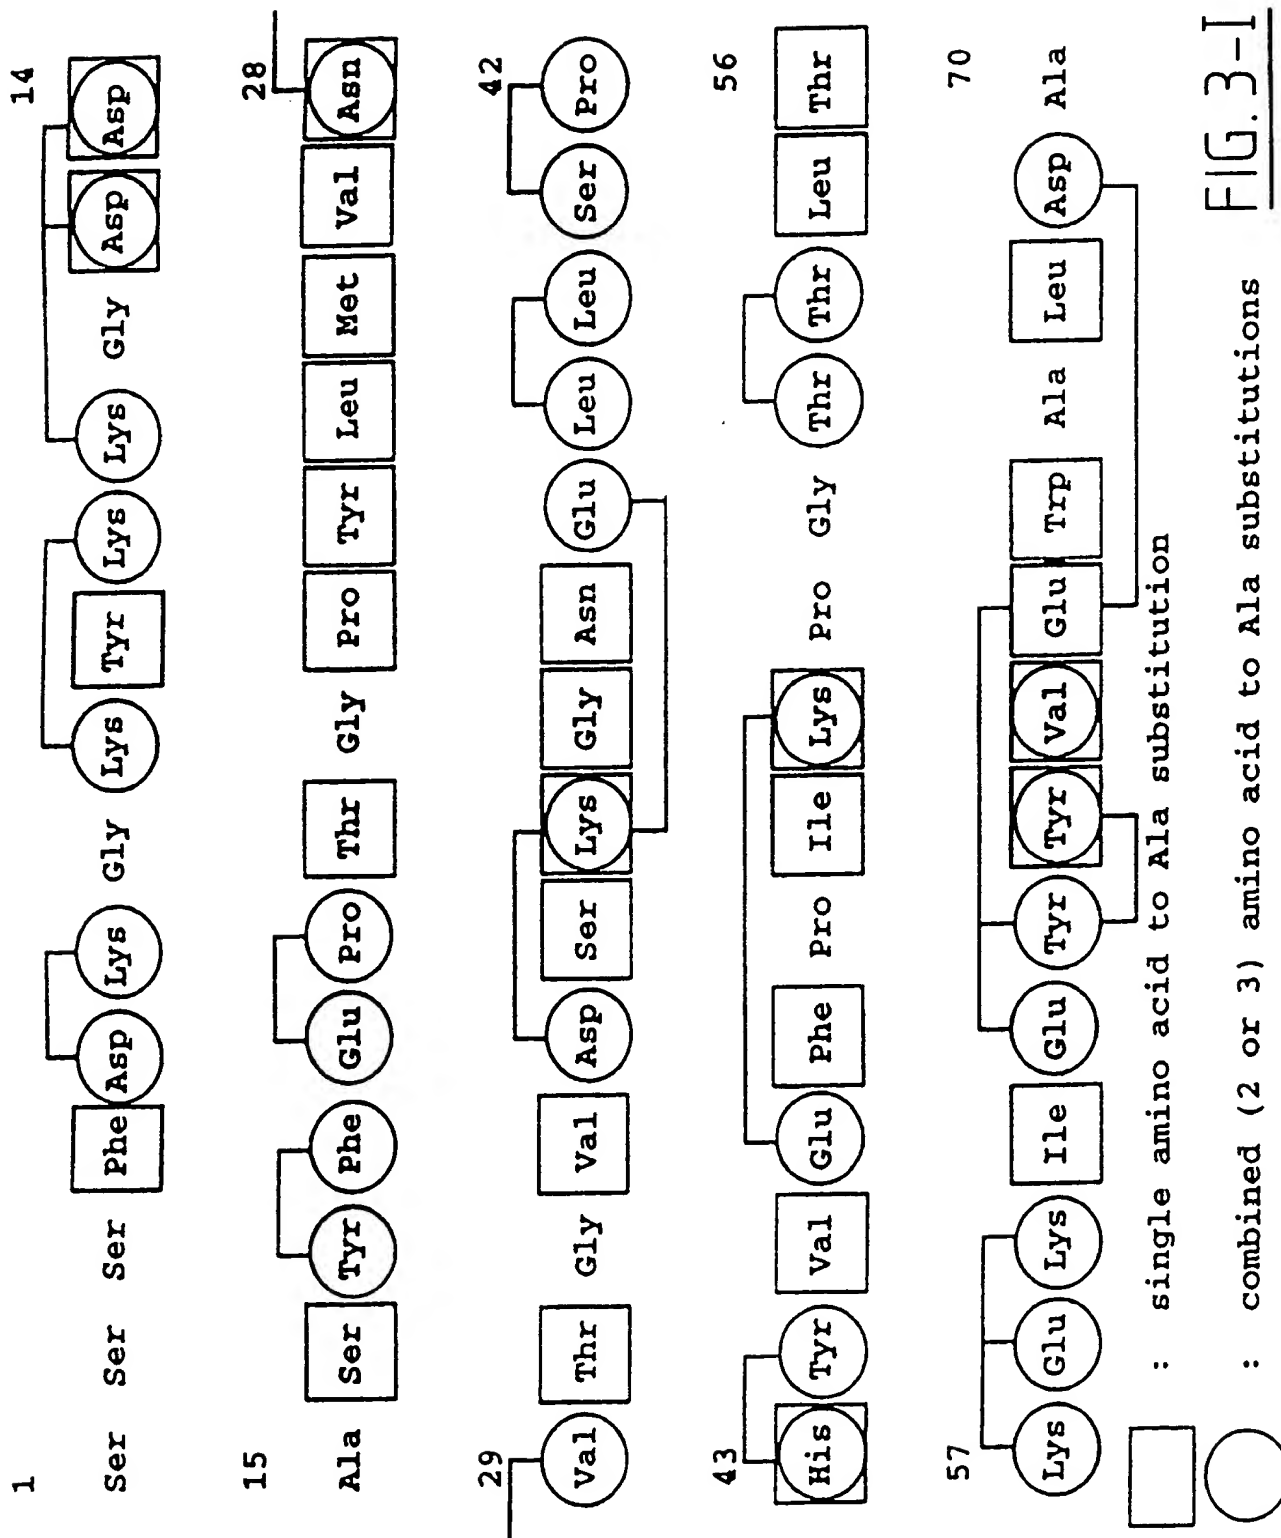 1 14
Ser Ser Ser Phe Asp Lys Gly Lys Tyr Lys Lys Gly Asp Asp
15 28
Ala Ser Tyr Phe Glu Pro Thr Gly Pro Tyr Leu Met Val Asn
29 42
Val Thr Gly Val Asp Ser Lys Gly Asn Glu Leu Leu Ser Pro
43 56
His Tyr Val Glu Phe Pro Ile Lys Pro Gly Thr Thr Leu Thr
57 70
Lys Glu Lys Ile Glu Tyr Tyr Val Glu Trp Ala Leu Asp Ala
: single amino acid to Ala substitution
: combined (2 or 3) amino acid to Ala substitutions
FIG. 3-I